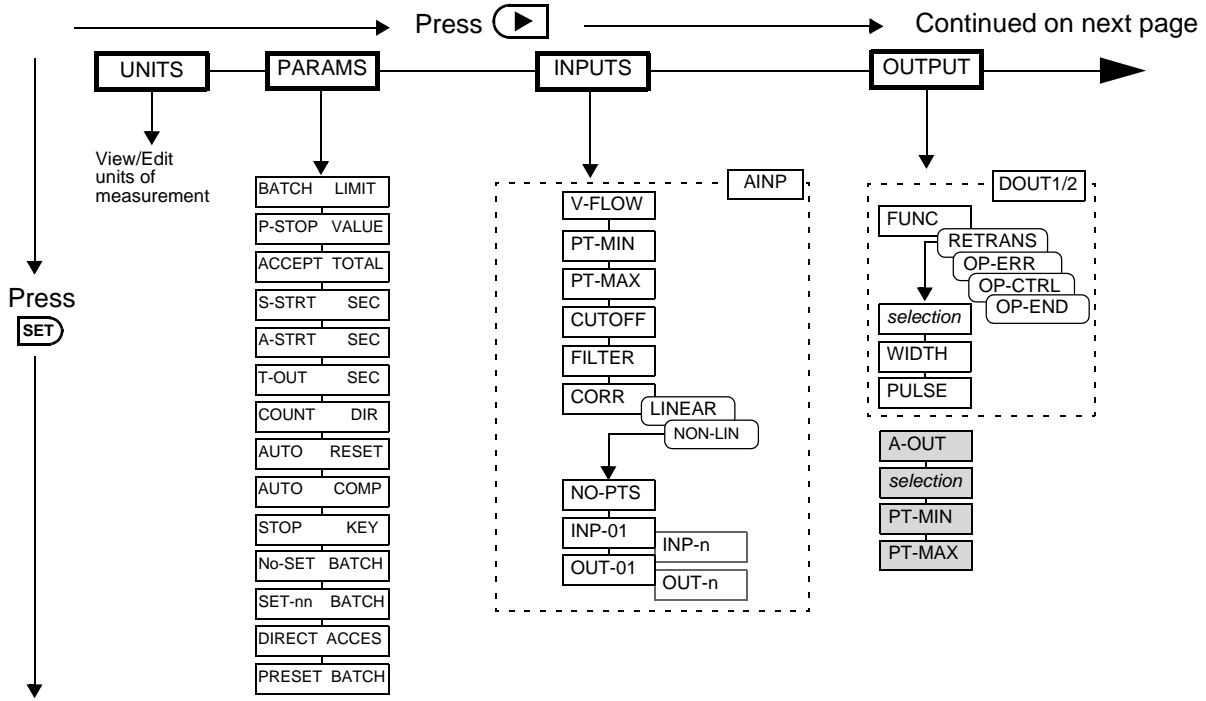 Press
Continued on next page
UNITS
PARAMS
INPUTS
OUTPUT
View/Edit
units of
measurement
Press
SET
BATCH LIMIT
P-STOP VALUE
ACCEPT TOTAL
S-STRT SEC
A-STRT SEC
T-OUT SEC
COUNT DIR
AUTO RESET
AUTO COMP
STOP KEY
No-SET BATCH
SET-nn BATCH
DIRECT ACCES
PRESET BATCH
AINP
V-FLOW
PT-MIN
PT-MAX
CUTOFF
FILTER
CORR
LINEAR
NON-LIN
NO-PTS
INP-01
INP-n
OUT-01
OUT-n
DOUT1/2
FUNC
RETRANS
OP-ERR
OP-CTRL
OP-END
selection
WIDTH
PULSE
A-OUT
selection
PT-MIN
PT-MAX